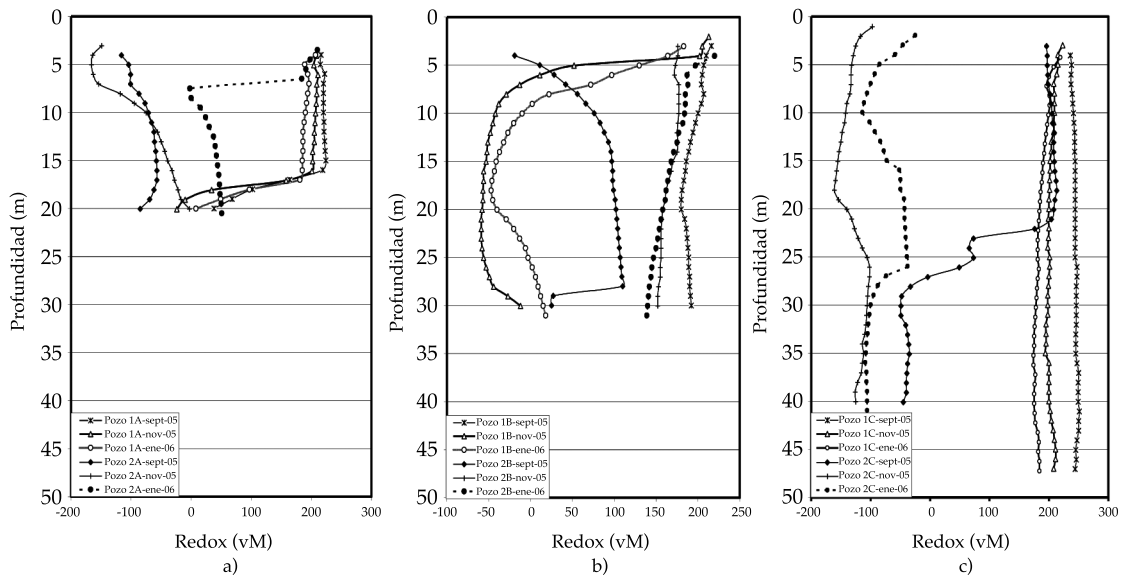 0
5
10
15
20
25
30
35
40
45
50
Profundidad (m)
Pozo 1A-sept-05
Pozo 1A-nov-05
Pozo 1A-ene-06
Pozo 2A-sept-05
Pozo 2A-nov-05
Pozo 2A-ene-06
-200 -100 0 100 200 300
Redox (vM)
a)
0
5
10
15
20
25
30
35
40
45
50
Profundidad (m)
Pozo 1B-sept-05
Pozo 1B-nov-05
Pozo 1B-ene-06
Pozo 2B-sept-05
Pozo 2B-nov-05
Pozo 2B-ene-06
-100 -50 0 50 100 150 200 250
Redox (vM)
b)
0
5
10
15
20
25
30
35
40
45
50
Profundidad (m)
Pozo 1C-sept-05
Pozo 1C-nov-05
Pozo 1C-ene-06
Pozo 2C-sept-05
Pozo 2C-nov-05
Pozo 2C-ene-06
-200 -100 0 100 200 300
Redox (vM)
c)